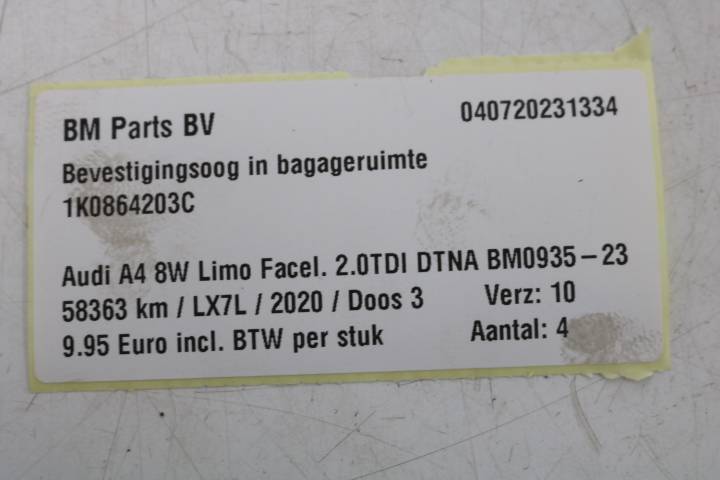 BM Parts BV 040720231334
Bevestigingsoog in bagageruimte
1K0864203C
Audi A4 8W Limo Facel. 2.0TDI DTNA BM0935-23
58363 km / LX7L / 2020 / Doos 3 Verz: 10
9.95 Euro incl. BTW per stuk Aantal: 4